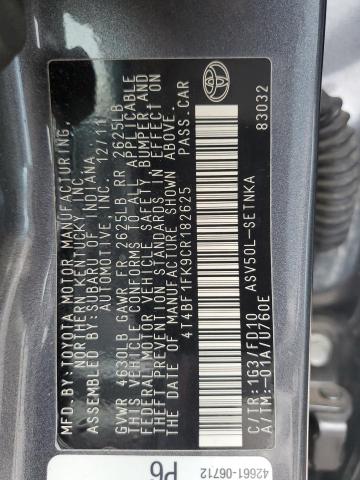 MFD.BY:TOYOTA MOTOR MANUFACTURING,
NORTHERN KENTUCKY, INC.
ASSEMBLED BY:SUBARU OF INDIANA
AUTOMOTIVE, INC. 12/11
GVWR 4630LB GAWR FR 2625LB RR 2625LB
THIS VEHICLE CONFORMS TO ALL APPLICABLE
FEDERAL MOTOR VEHICLE SAFETY, BUMPER AND
THEFT PREVENTION STANDARDS IN EFFECT ON
THE DATE OF MANUFACTURE SHOWN ABOVE.
4T4BF1FK9CR182625 PASS.CAR
C/TR:1G3/FD10 ASV50L-SETNKA
A/TM:-01A/U760E 83032
TOYOTA
42661-06712
P6